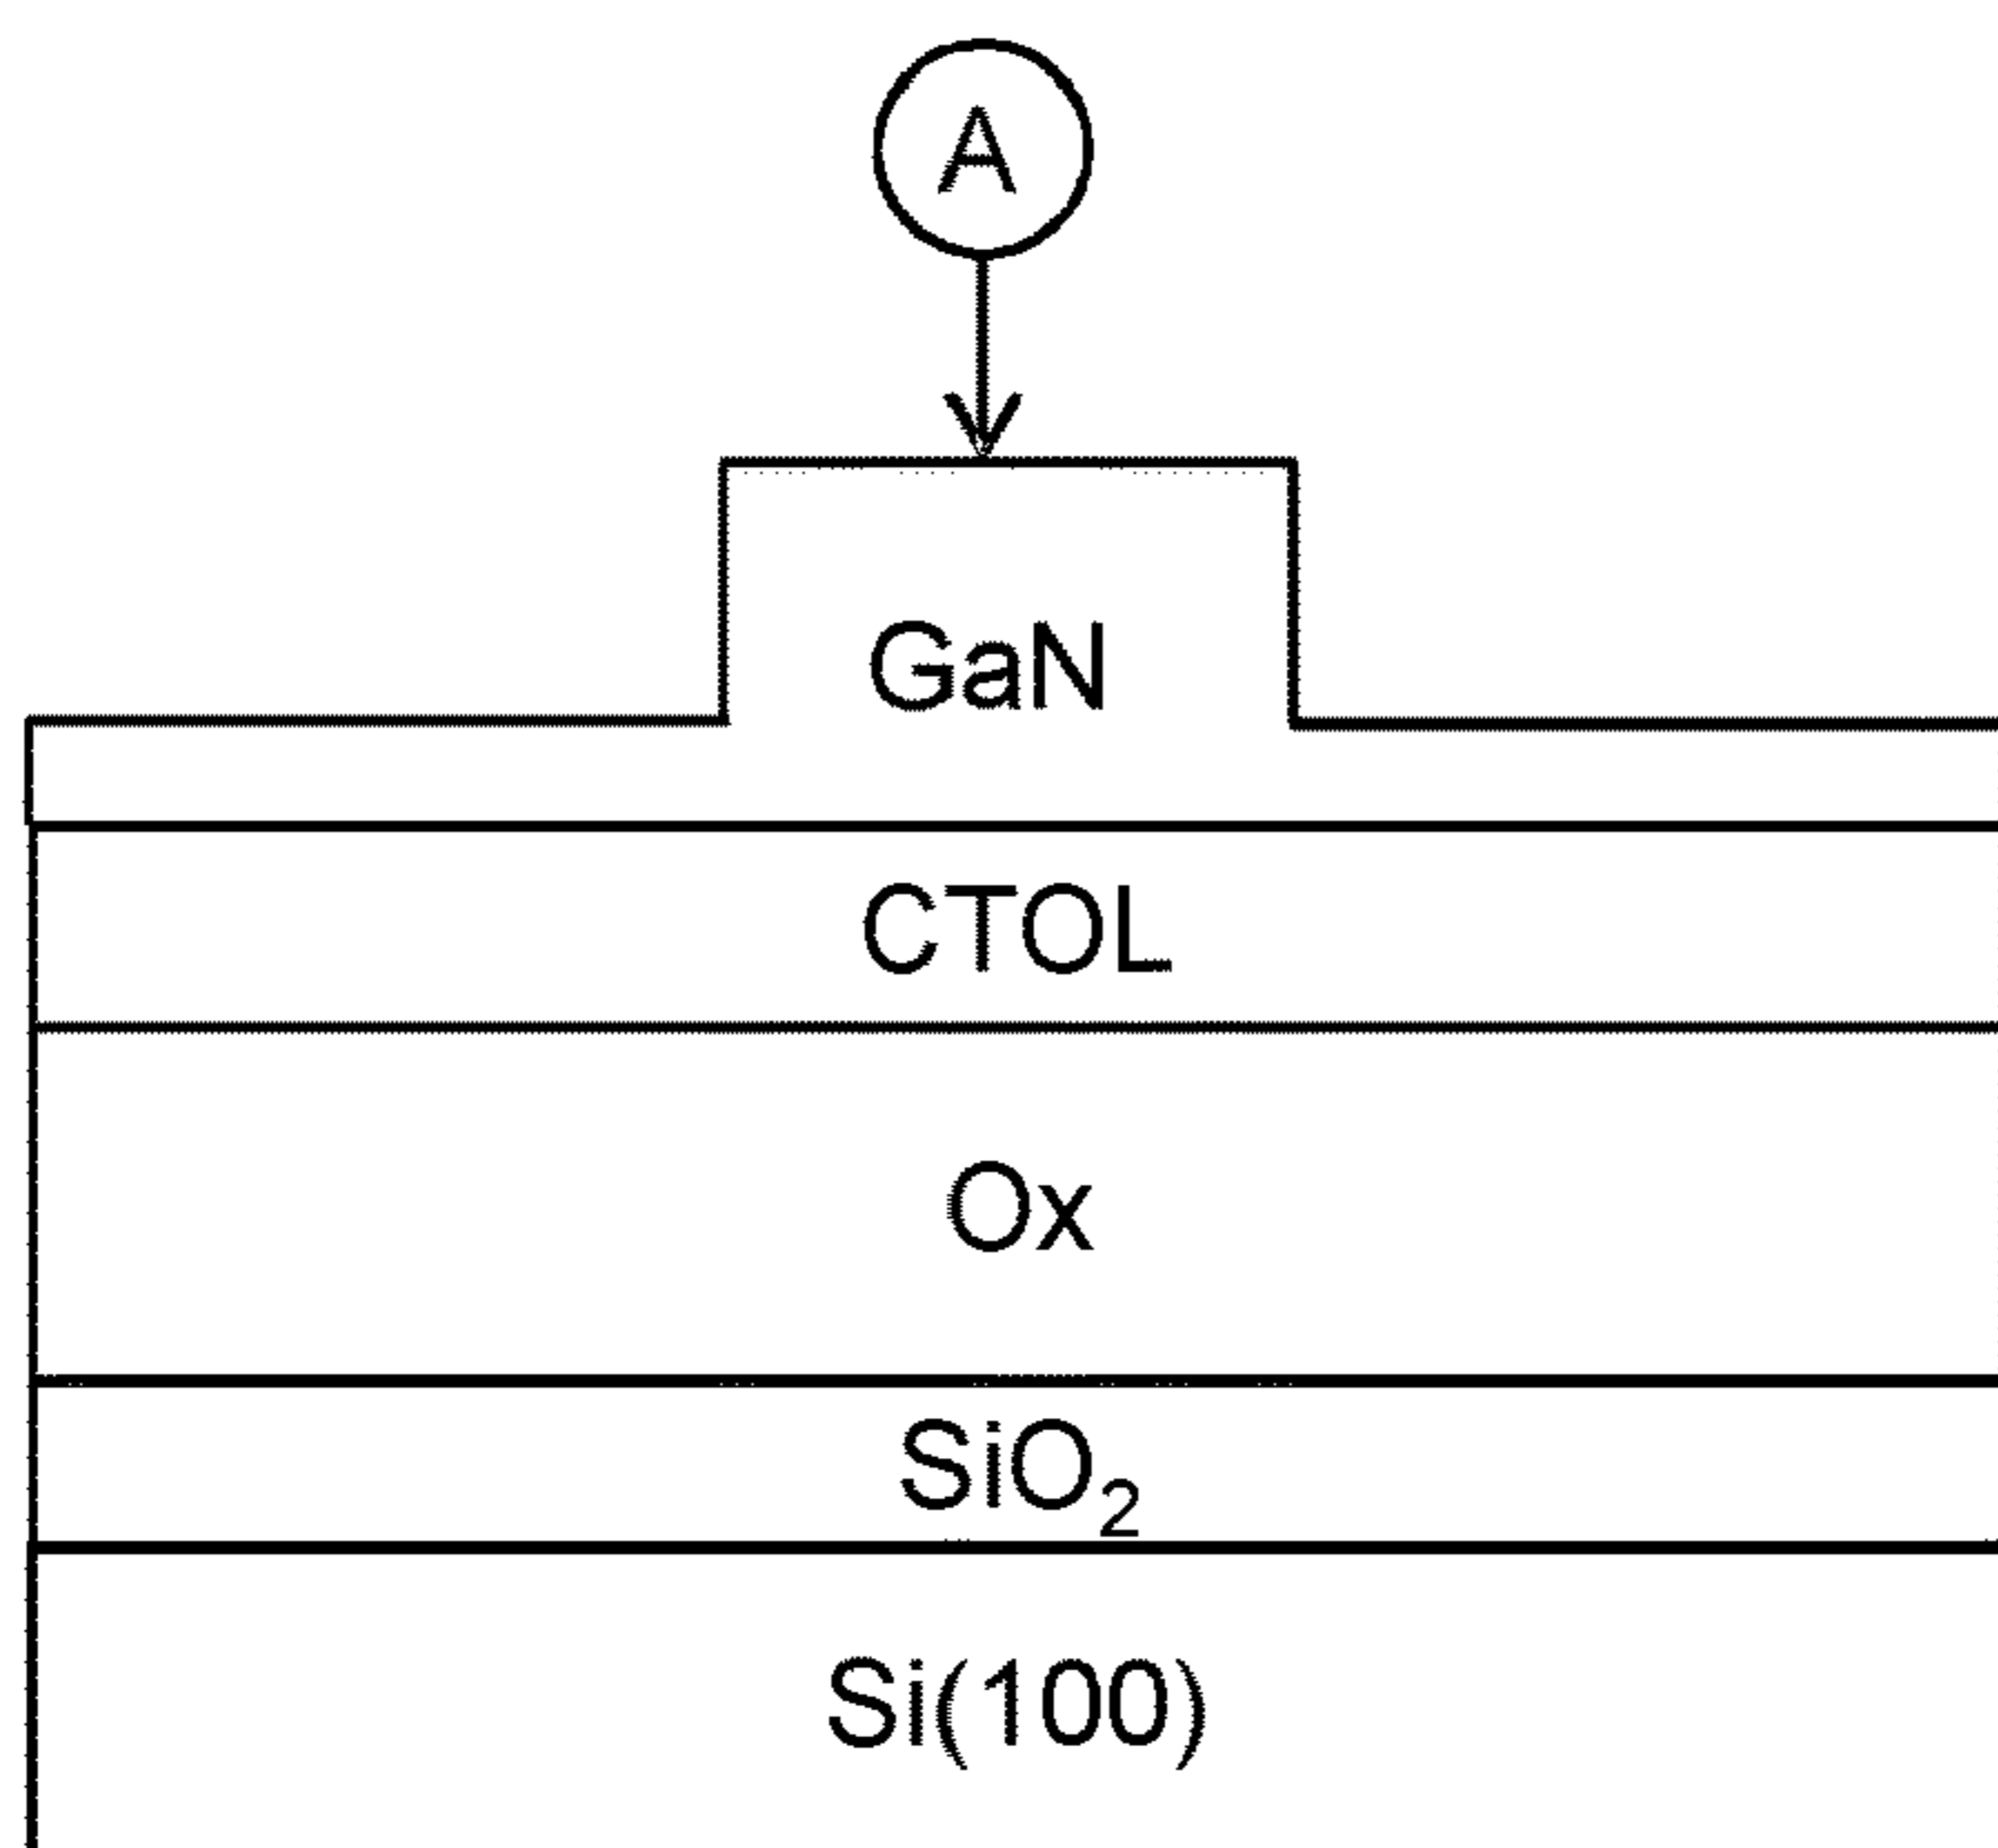 A
GaN
CTOL
Ox
SiO₂
Si(100)